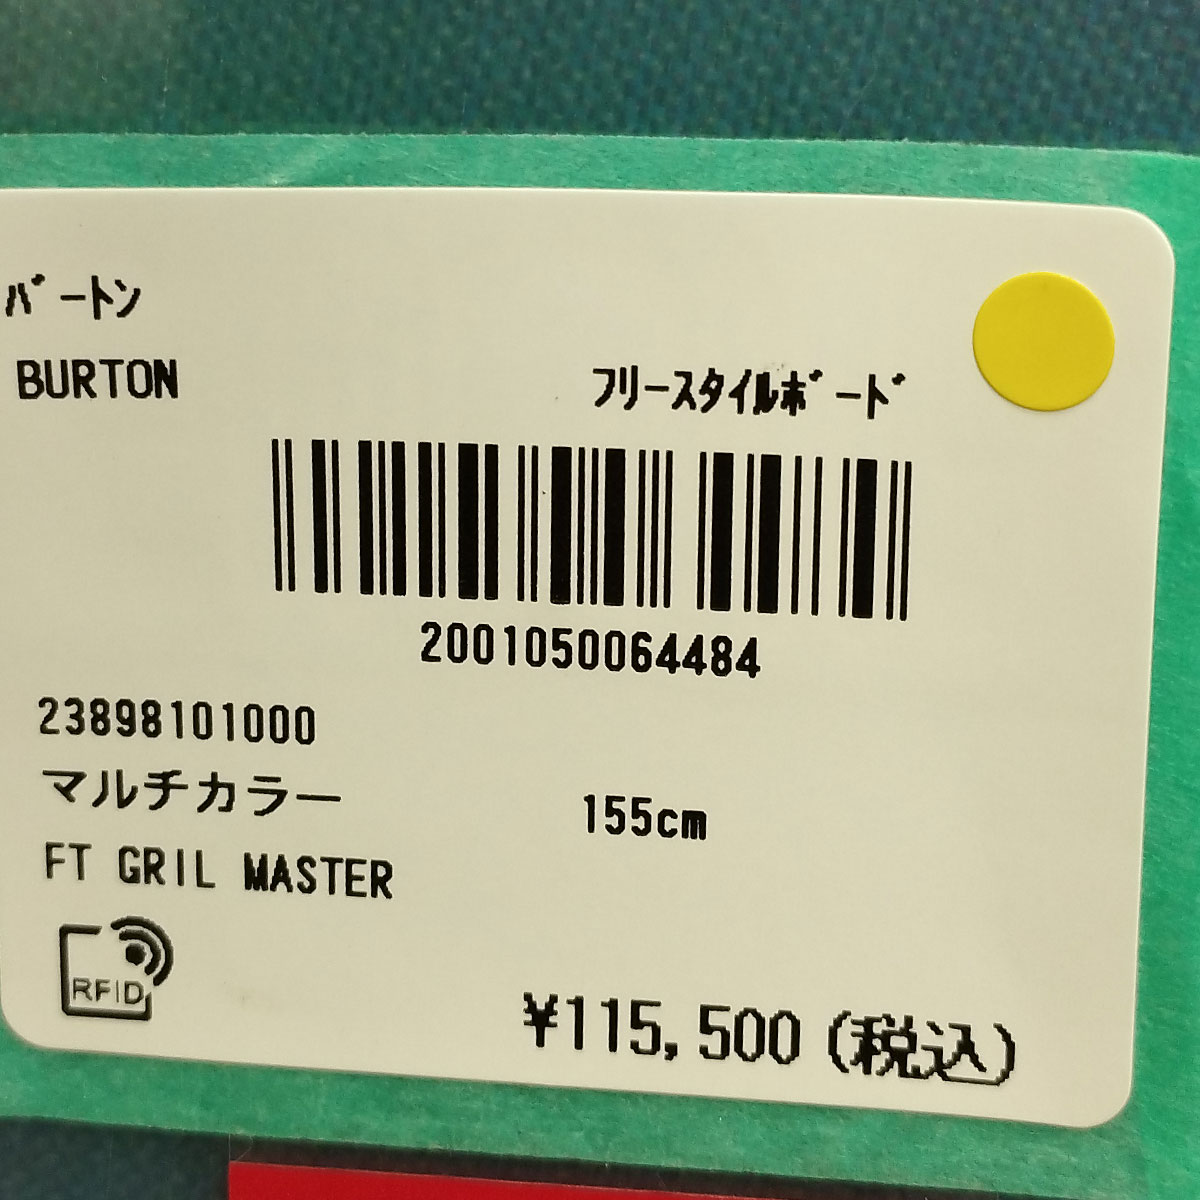 ﾊﾞｰﾄﾝ
BURTON
ﾌﾘｰｽﾀｲﾙﾎﾞｰﾄﾞ
2001050064484
23898101000
マルチカラー
155cm
FT GRIL MASTER
RFID
¥115,500(税込)